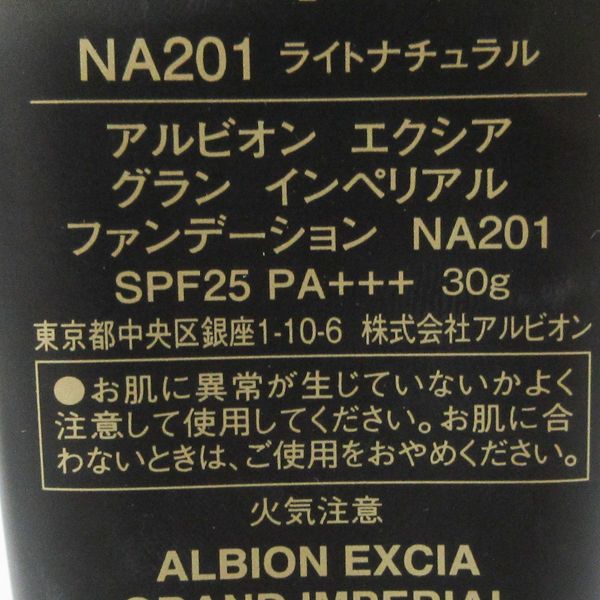 NA201 ライトナチュラル
アルビオン エクシア
グラン インペリアル
ファンデーション NA201
SPF25 PA+++ 30g
東京都中央区銀座1-10-6 株式会社アルビオン
●お肌に異常が生じていないかよく
注意して使用してください。お肌に合
わないときは、ご使用をおやめください。
火気注意
ALBION EXCIA
GRAND IMPERIAL